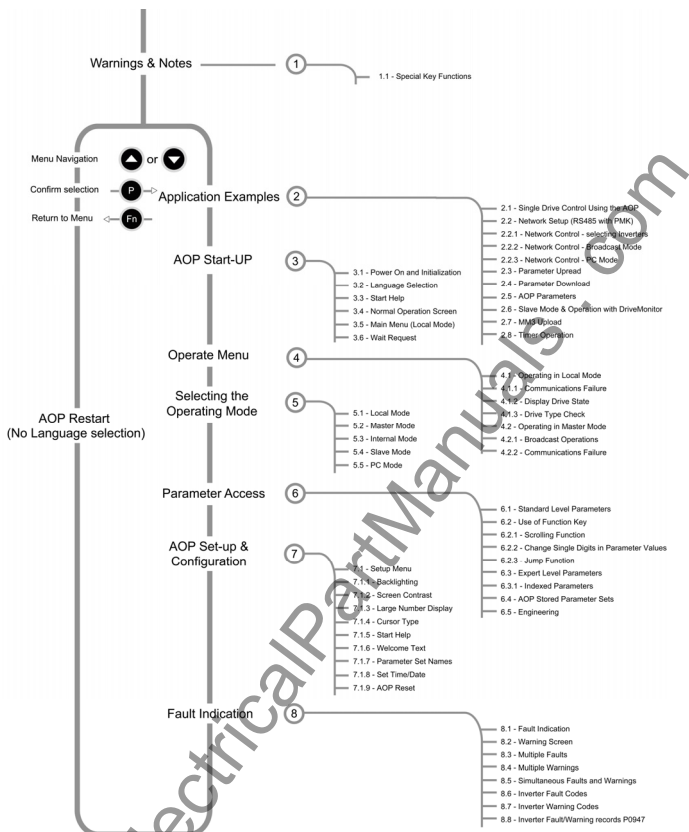 Warnings & Notes
1
1.1 - Special Key Functions
Menu Navigation
or
Confirm selection
P
Return to Menu
Fn
Application Examples
2
2.1 - Single Drive Control Using the AOP
2.2 - Network Setup (RS485 with PMK)
2.2.1 - Network Control - selecting Inverters
2.2.2 - Network Control - Broadcast Mode
2.2.3 - Network Control - PC Mode
2.3 - Parameter Upread
2.4 - Parameter Download
2.5 - AOP Parameters
2.6 - Slave Mode & Operation with DriveMonitor
2.7 - MM3 Upload
2.8 - Timer Operation
AOP Start-UP
3
3.1 - Power On and Initialization
3.2 - Language Selection
3.3 - Start Help
3.4 - Normal Operation Screen
3.5 - Main Menu (Local Mode)
3.6 - Wait Request
Operate Menu
4
4.1 - Operating in Local Mode
4.1.1 - Communications Failure
4.1.2 - Display Drive State
4.1.3 - Drive Type Check
4.2 - Operating in Master Mode
4.2.1 - Broadcast Operations
4.2.2 - Communications Failure
Selecting the
Operating Mode
5
5.1 - Local Mode
5.2 - Master Mode
5.3 - Internal Mode
5.4 - Slave Mode
5.5 - PC Mode
AOP Restart
(No Language selection)
Parameter Access
6
6.1 - Standard Level Parameters
6.2 - Use of Function Key
6.2.1 - Scrolling Function
6.2.2 - Change Single Digits in Parameter Values
6.2.3 - Jump Function
6.3 - Expert Level Parameters
6.3.1 - Indexed Parameters
6.4 - AOP Stored Parameter Sets
6.5 - Engineering
AOP Set-up &
Configuration
7
7.1 - Setup Menu
7.1.1 - Backlighting
7.1.2 - Screen Contrast
7.1.3 - Large Number Display
7.1.4 - Cursor Type
7.1.5 - Start Help
7.1.6 - Welcome Text
7.1.7 - Parameter Set Names
7.1.8 - Set Time/Date
7.1.9 - AOP Reset
Fault Indication
8
8.1 - Fault Indication
8.2 - Warning Screen
8.3 - Multiple Faults
8.4 - Multiple Warnings
8.5 - Simultaneous Faults and Warnings
8.6 - Inverter Fault Codes
8.7 - Inverter Warning Codes
8.8 - Inverter Fault/Warning records P0947
lectricalPartManuals . com